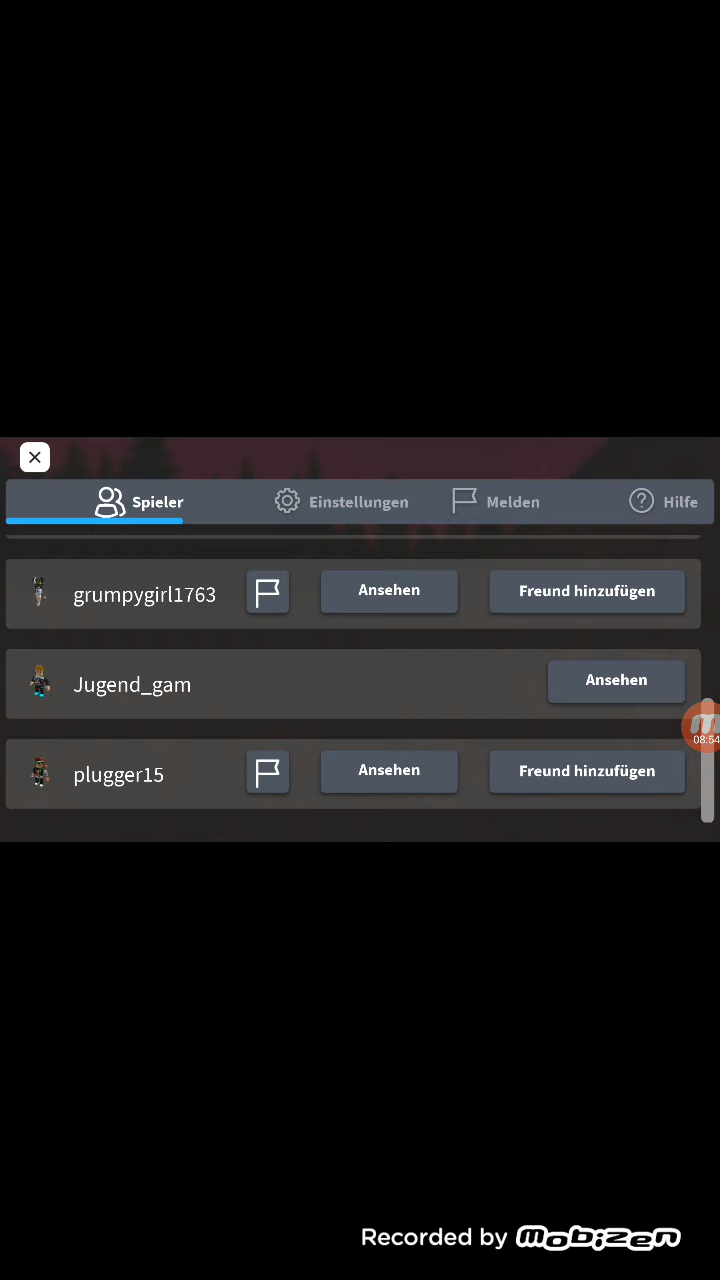 Spieler Einstellungen Melden Hilfe
grumpygirl1763 Ansehen Freund hinzufügen
Jugend_gam Ansehen
08:54
plugger15 Ansehen Freund hinzufügen
Recorded by mobizen